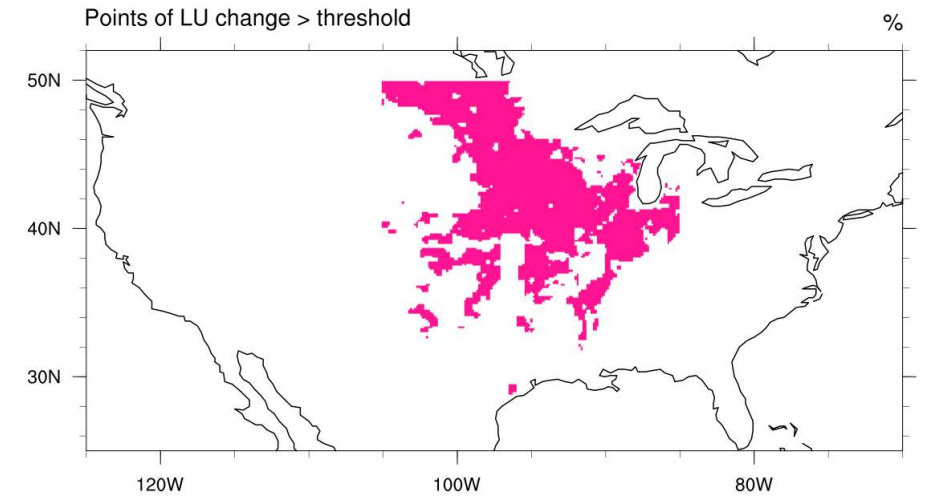 Points of LU change > threshold
%
50N
40N
30N
120W
100W
80W